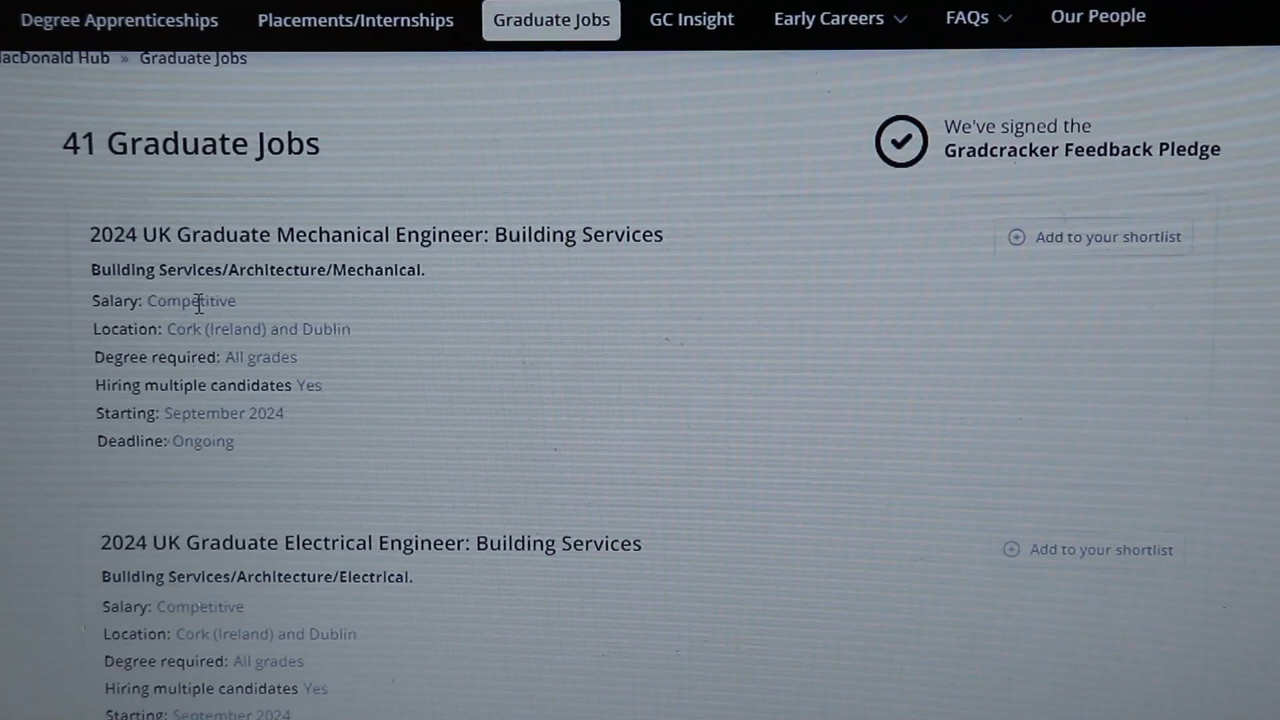 Degree Apprenticeships Placements/Internships Graduate Jobs GC Insight Early Careers FAQs Our People
Hub » Graduate Jobs
41 Graduate Jobs
We've signed the
Gradcracker Feedback Pledge
2024 UK Graduate Mechanical Engineer: Building Services
Add to your shortlist
Building Services/Architecture/Mechanical.
Salary: Competitive
Location: Cork (Ireland) and Dublin
Degree required: All grades
Hiring multiple candidates Yes
Starting: September 2024
Deadline: Ongoing
2024 UK Graduate Electrical Engineer: Building Services
Add to your shortlist
Building Services/Architecture/Electrical.
Salary: Competitive
Location: Cork (Ireland) and Dublin
Degree required: All grades
Hiring multiple candidates Yes
Starting: September 2024